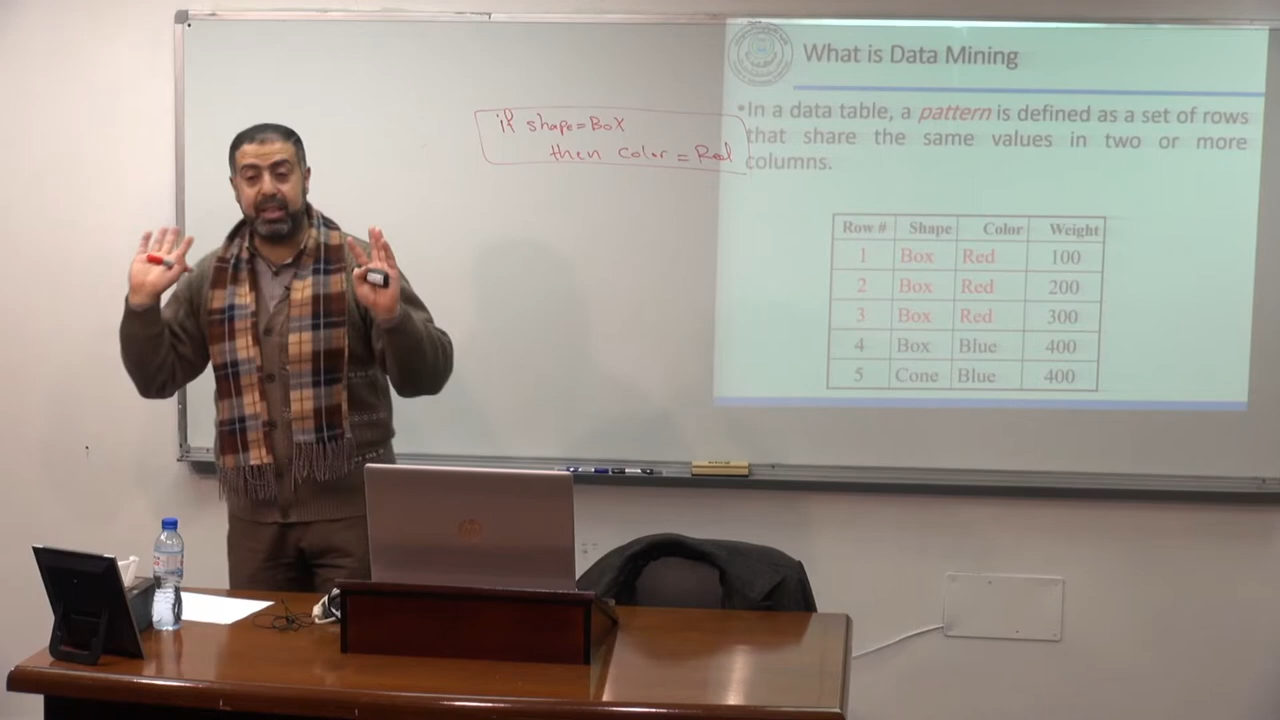 What is Data Mining
•In a data table, a pattern is defined as a set of rows
that share the same values in two or more
columns.
if shape=Box
then color = Red
Row # Shape Color Weight
1 Box Red 100
2 Box Red 200
3 Box Red 300
4 Box Blue 400
5 Cone Blue 400
hp